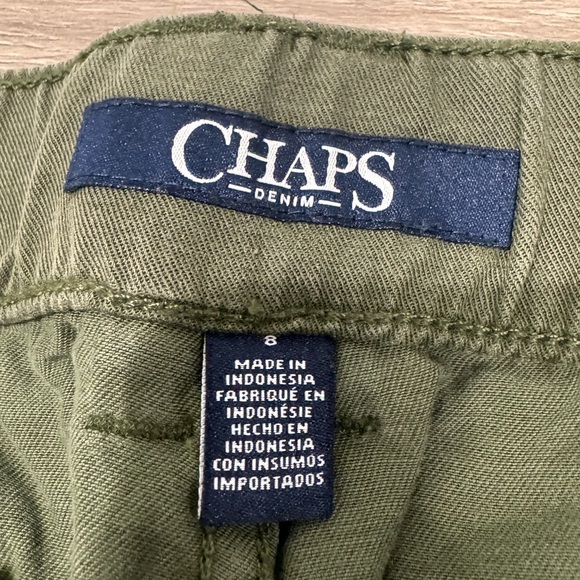 CHAPS
DENIM
8
MADE IN
INDONESIA
FABRIQUÉ EN
INDONÉSIE
HECHO EN
INDONESIA
CON INSUMOS
IMPORTADOS